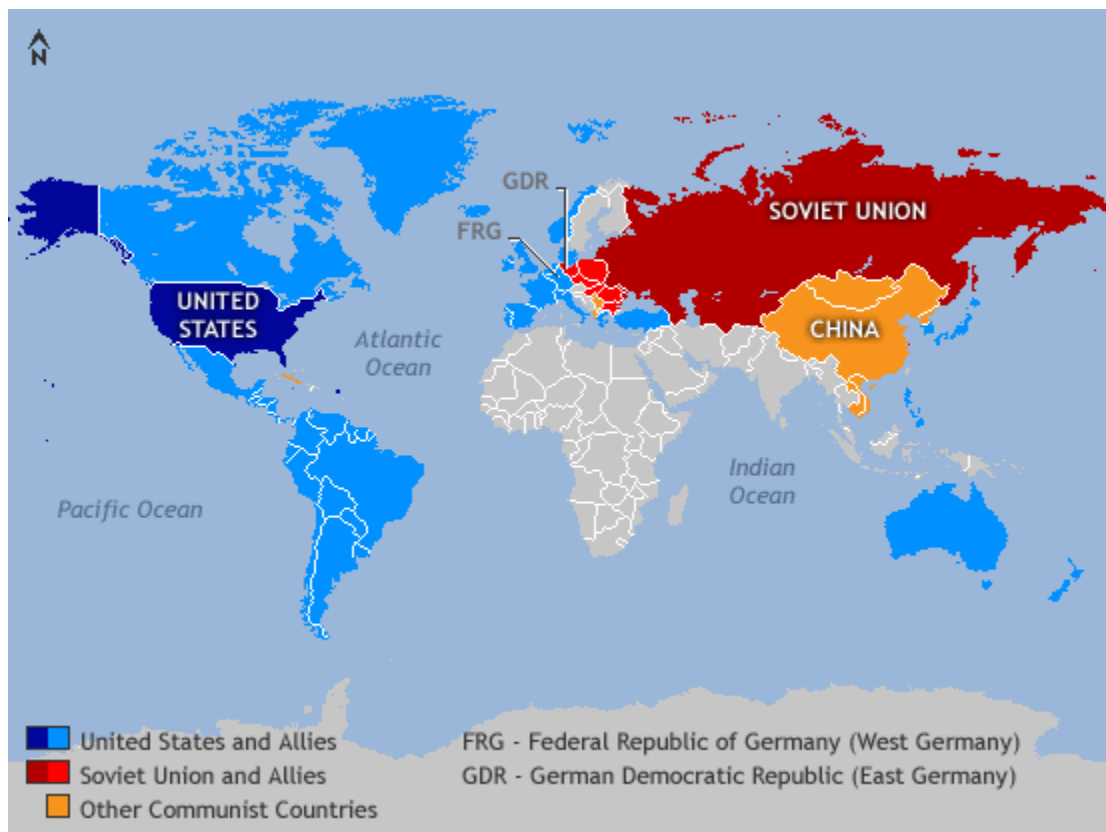 N
GDR
SOVIET UNION
FRG
UNITED
STATES
CHINA
Atlantic
Ocean
Indian
Ocean
Pacific Ocean
United States and Allies
FRG - Federal Republic of Germany (West Germany)
Soviet Union and Allies
GDR - German Democratic Republic (East Germany)
Other Communist Countries